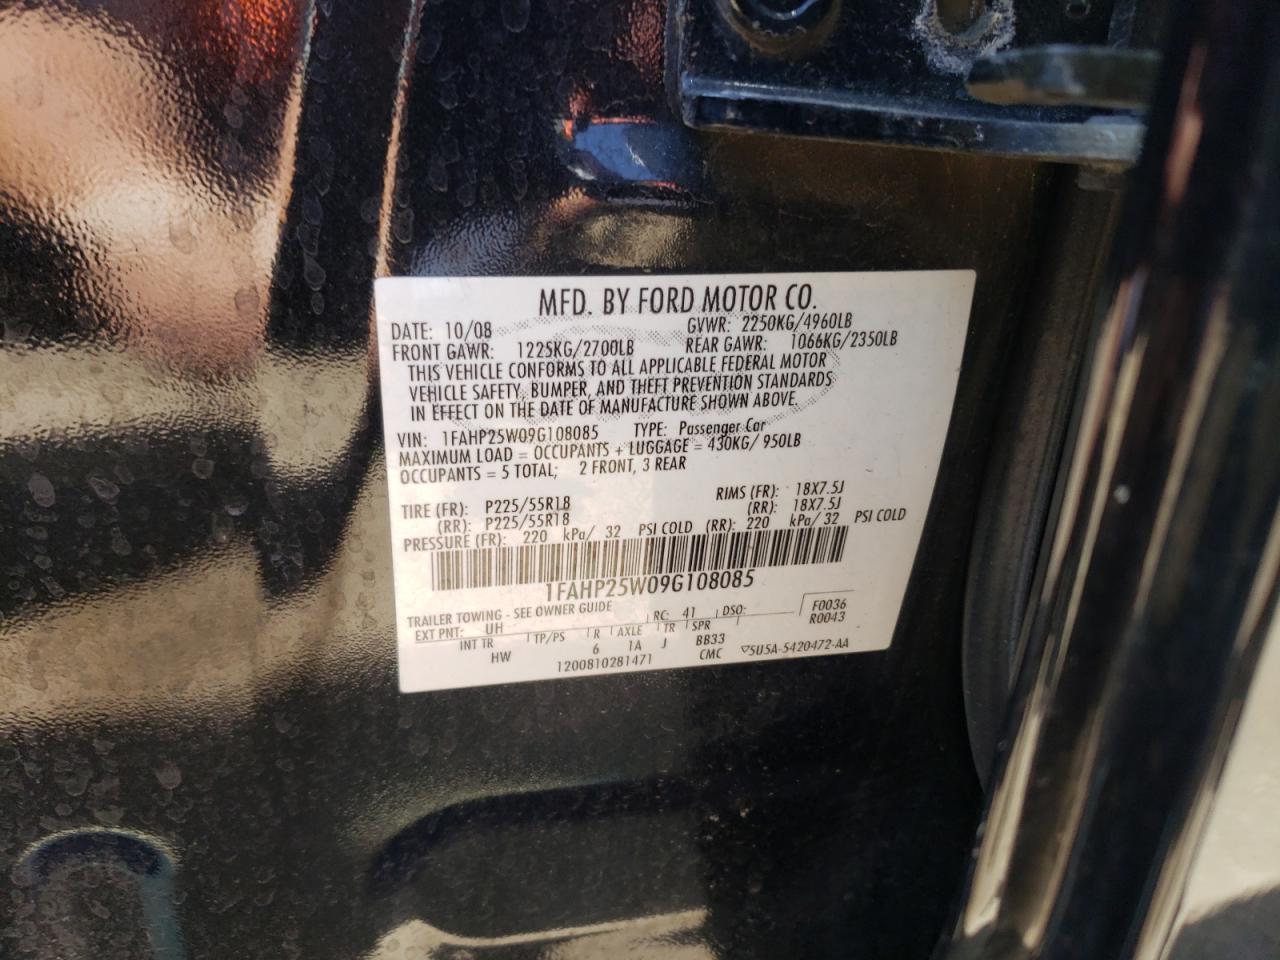 MFD. BY FORD MOTOR CO.
DATE: 10/08 GVWR: 2250KG/4960LB
FRONT GAWR: 1225KG/2700LB REAR GAWR: 1066KG/2350LB
THIS VEHICLE CONFORMS TO ALL APPLICABLE FEDERAL MOTOR
VEHICLE SAFETY, BUMPER, AND THEFT PREVENTION STANDARDS
IN EFFECT ON THE DATE OF MANUFACTURE SHOWN ABOVE.
VIN: 1FAHP25W09G108085 TYPE: Passenger Car
MAXIMUM LOAD = OCCUPANTS + LUGGAGE = 430KG/ 950LB
OCCUPANTS = 5 TOTAL; 2 FRONT, 3 REAR
TIRE (FR): P225/55R18 RIMS (FR): 18X7.5J
(RR): P225/55R18 (RR): 18X7.5J
PRESSURE (FR): 220 kPa/ 32 PSI COLD (RR): 220 kPa/ 32 PSI COLD
1FAHP25W09G108085
TRAILER TOWING - SEE OWNER GUIDE RC: 41 DSO: F0036
EXT PNT: UH R0043
INT TR TP/PS R AXLE TR SPR
HW 6 1A J BB33
1200810281471 CMC ▽5U5A-5420472-AA